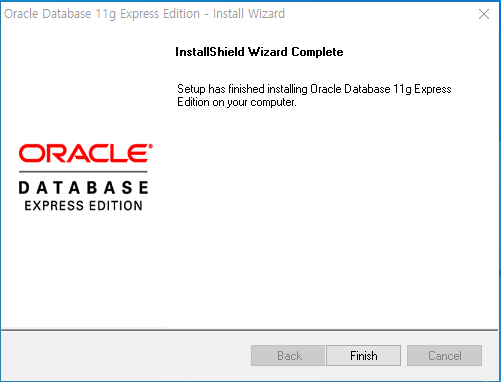 Oracle Database 11g Express Edition - Install Wizard
InstallShield Wizard Complete
Setup has finished installing Oracle Database 11g Express
Edition on your computer.
ORACLE®
DATABASE
EXPRESS EDITION
Back
Finish
Cancel